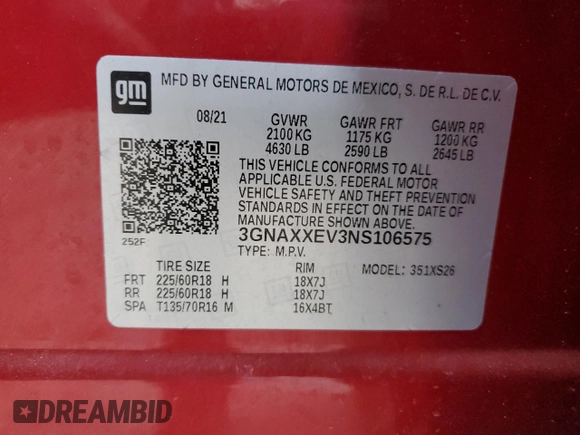 gm
MFD BY GENERAL MOTORS DE MEXICO, S. DE R.L. DE C.V.
08/21 GVWR GAWR FRT GAWR RR
2100 KG 1175 KG 1200 KG
4630 LB 2590 LB 2645 LB
THIS VEHICLE CONFORMS TO ALL
APPLICABLE U.S. FEDERAL MOTOR
VEHICLE SAFETY AND THEFT PREVENTION
STANDARDS IN EFFECT ON THE DATE OF
MANUFACTURE SHOWN ABOVE.
252F 3GNAXXEV3NS106575
TYPE: M.P.V.
TIRE SIZE RIM MODEL: 351XS26
FRT 225/60R18 H 18X7J
RR 225/60R18 H 18X7J
SPA T135/70R16 M 16X4BT
DREAMBID